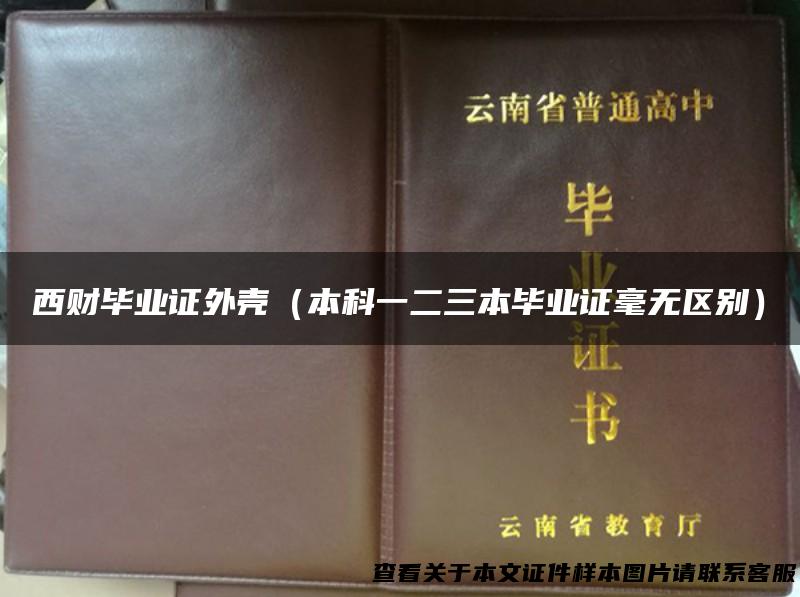 云南省普通高中
毕业证书
西财毕业证外壳（本科一二三本毕业证毫无区别）
云南省教育厅
查看关于本文证件样本图片请联系客服